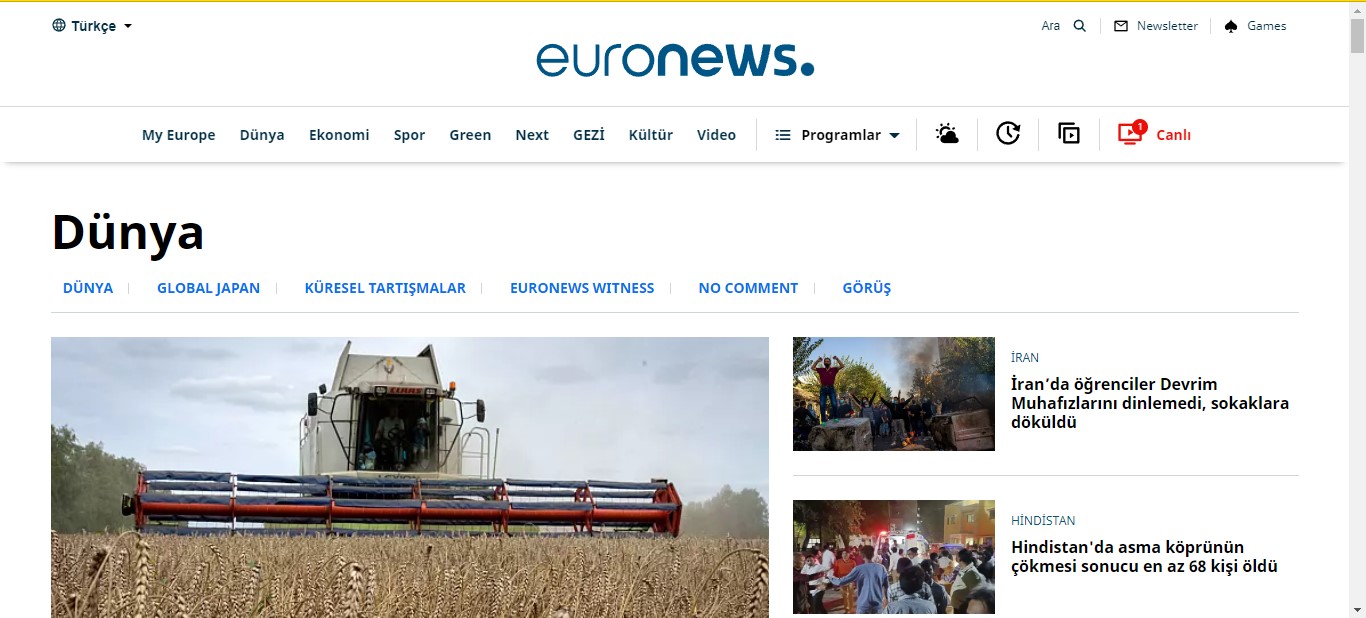 Türkçe
Ara
Newsletter
Games
euronews.
My Europe
Dünya
Ekonomi
Spor
Green
Next
GEZİ
Kültür
Video
Programlar
1
Canlı
Dünya
DÜNYA
GLOBAL JAPAN
KÜRESEL TARTIŞMALAR
EURONEWS WITNESS
NO COMMENT
GÖRÜŞ
CLAAS
İRAN
İran’da öğrenciler Devrim
Muhafızlarını dinlemedi, sokaklara
döküldü
HİNDİSTAN
Hindistan'da asma köprünün
çökmesi sonucu en az 68 kişi öldü